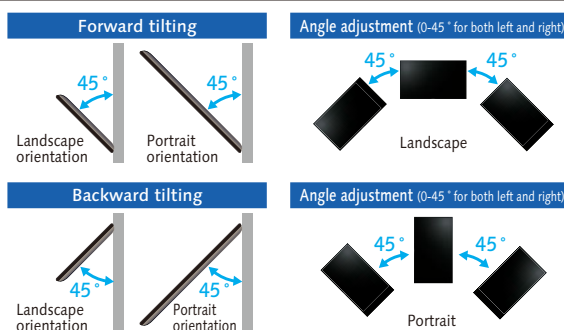 Forward tilting
45°
45°
Landscape
orientation
Portrait
orientation
Angle adjustment (0-45° for both left and right)
45°
45°
Landscape
Backward tilting
45°
45°
Landscape
orientation
Portrait
orientation
Angle adjustment (0-45° for both left and right)
45°
45°
Portrait